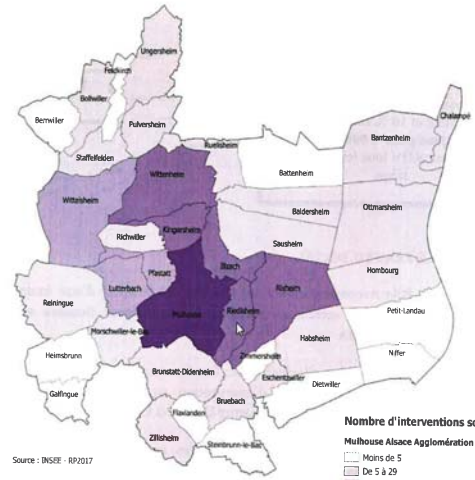 Ungersheim
Feldkirch
Bollwiller
Berrwiller
Pulversheim
Staffelfelden
Ruelisheim
Chalampé
Bantzenheim
Wittenheim
Battenheim
Wittelsheim
Ottmarsheim
Baldersheim
Kingersheim
Richwiller
Sausheim
Illzach
Pfastatt
Hombourg
Lutterbach
Rixheim
Reiningue
Riedisheim
Petit-Landau
Mulhouse
Morschwiller-le-Bas
Habsheim
Heimsbrunn
Zimmersheim
Niffer
Brunstatt-Didenheim
Eschentzwiller
Dietwiller
Galfingue
Bruebach
Flaxlanden
Zillisheim
Steinbrunn-le-Bas
Nombre d'interventions so
Mulhouse Alsace Agglomération
Moins de 5
De 5 à 29
Source : INSEE - RP2017